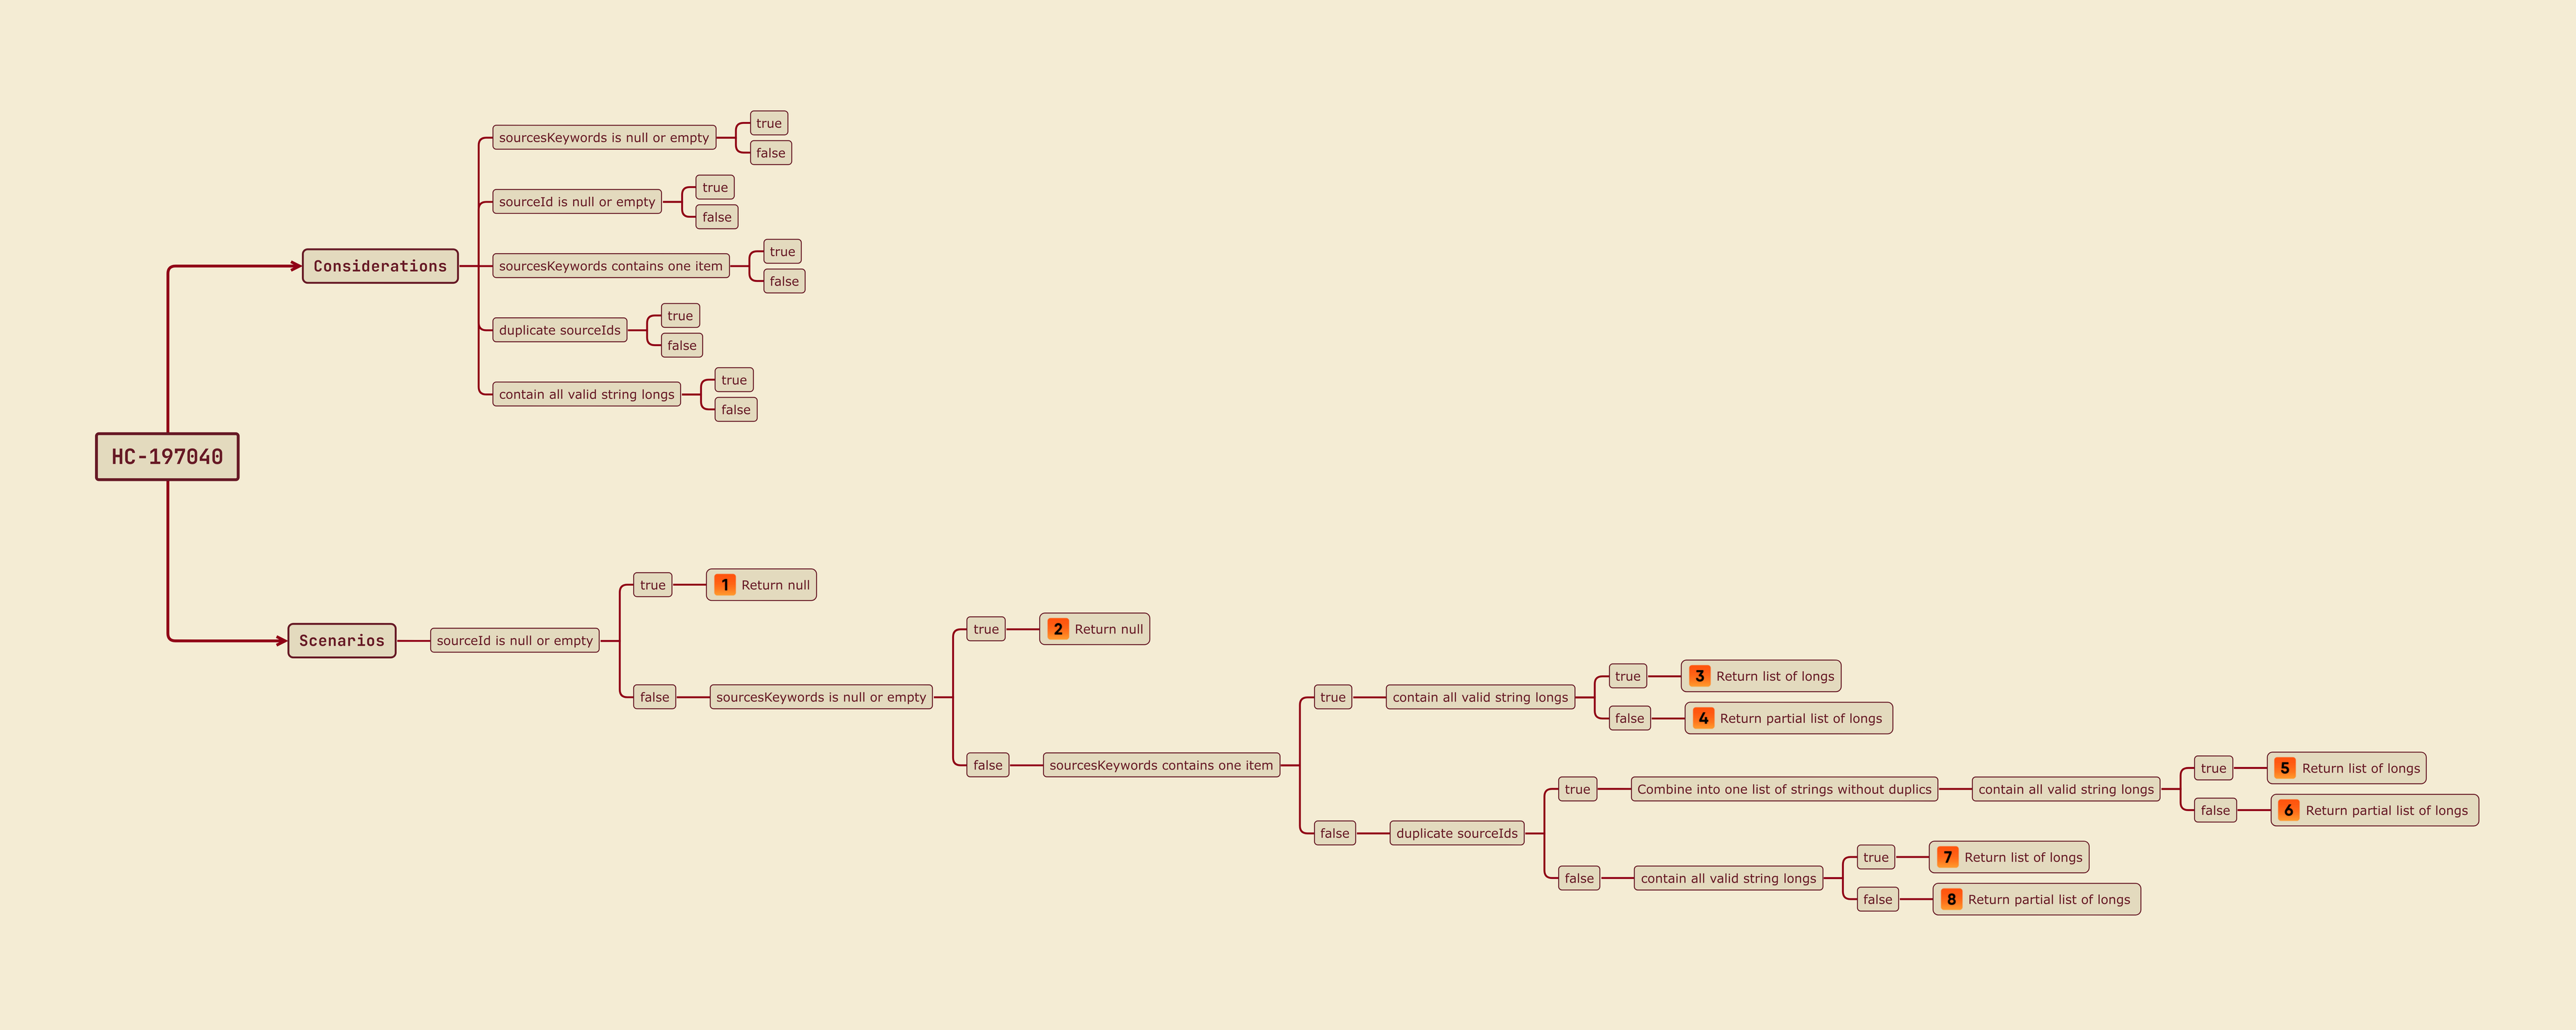 HC-197040
Considerations
sourcesKeywords is null or empty
true
false
sourceId is null or empty
true
false
sourcesKeywords contains one item
true
false
duplicate sourceIds
true
false
contain all valid string longs
true
false
Scenarios
sourceId is null or empty
true
1 Return null
false
sourcesKeywords is null or empty
true
2 Return null
false
sourcesKeywords contains one item
true
contain all valid string longs
true
3 Return list of longs
false
4 Return partial list of longs
false
duplicate sourceIds
true
Combine into one list of strings without duplics
contain all valid string longs
true
5 Return list of longs
false
6 Return partial list of longs
false
contain all valid string longs
true
7 Return list of longs
false
8 Return partial list of longs